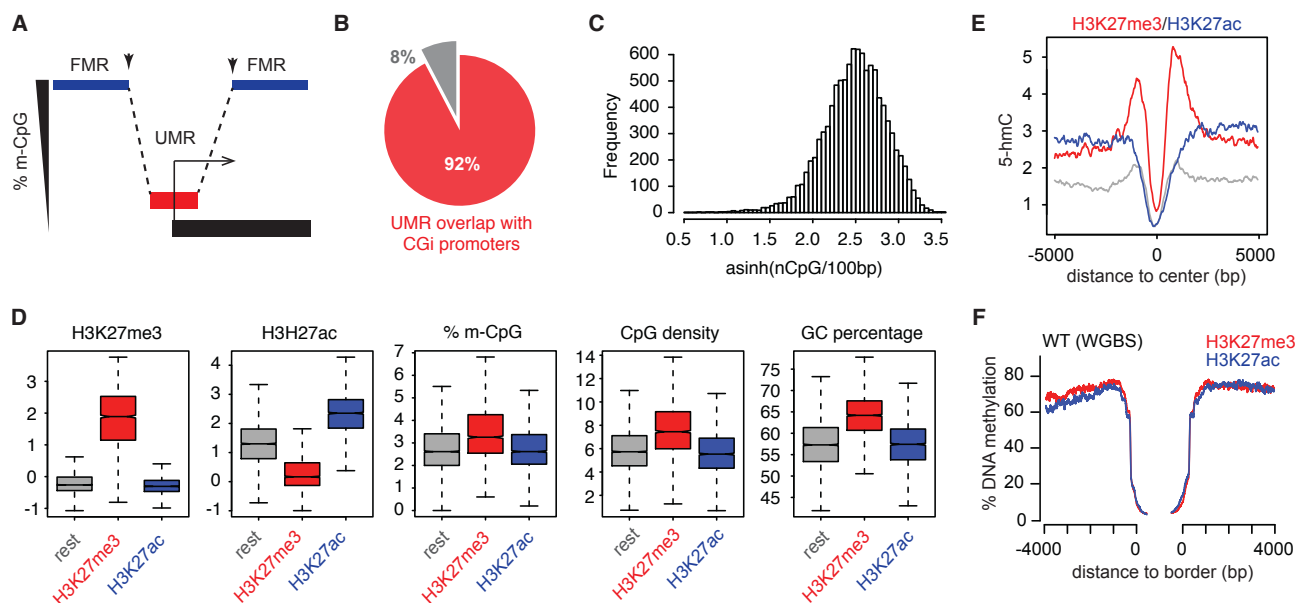 A
FMR
FMR
UMR
% m-CpG
B
8%
92%
UMR overlap with
CGi promoters
C
Frequency
600
500
400
300
200
100
0
0.5
1.0
1.5
2.0
2.5
3.0
3.5
asinh(nCpG/100bp)
E
H3K27me3/H3K27ac
5-hmC
5
4
3
2
1
-5000
0
5000
distance to center (bp)
D
H3K27me3
3
2
1
0
-1
rest
H3K27me3
H3K27ac
H3H27ac
4
3
2
1
0
-1
rest
H3K27me3
H3K27ac
% m-CpG
7
6
5
4
3
2
1
0
rest
H3K27me3
H3K27ac
CpG density
14
12
10
8
6
4
2
rest
H3K27me3
H3K27ac
GC percentage
75
70
65
60
55
50
45
rest
H3K27me3
H3K27ac
F
WT (WGBS)
H3K27me3
H3K27ac
% DNA methylation
80
60
40
20
0
-4000
0
0
4000
distance to border (bp)